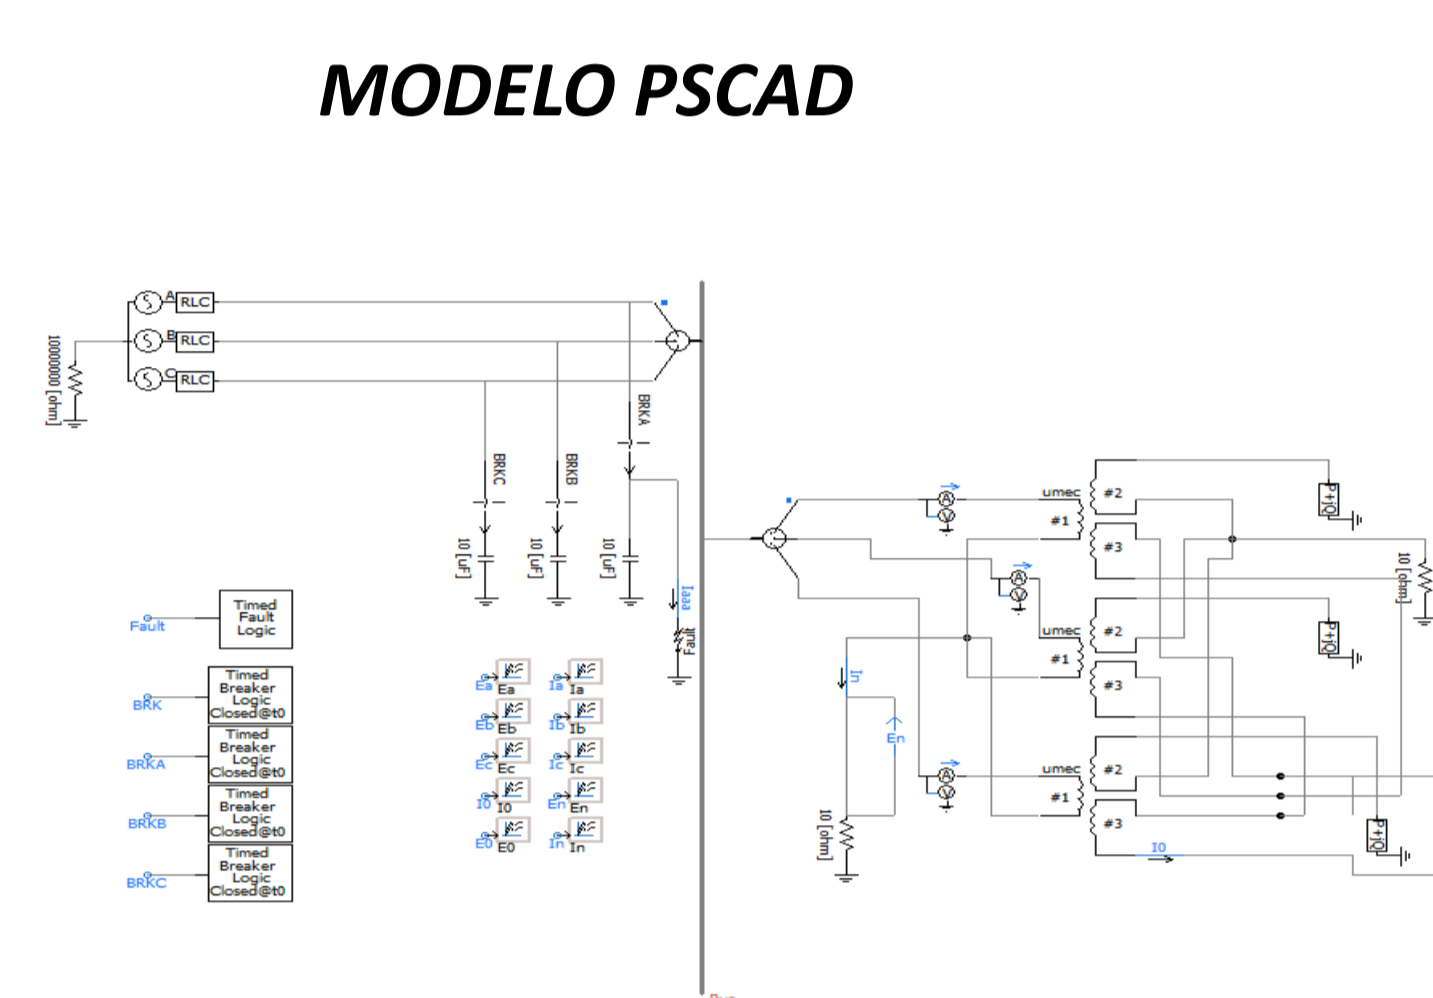 MODELO PSCAD
A RLC
B RLC
C RLC
10000000 [ohm]
BRKA
BRKC
BRKB
10 [uF]
10 [uF]
10 [uF]
Iaaa
Fault
Fault
Timed
Fault
Logic
BRK
Timed
Breaker
Logic
Closed@t0
BRKA
Timed
Breaker
Logic
Closed@t0
BRKB
Timed
Breaker
Logic
Closed@t0
BRKC
Timed
Breaker
Logic
Closed@t0
Ea Ea Ia Ia
Eb Eb Ib Ib
Ec Ec Ic Ic
I0 I0 En En
E0 E0 In In
A
V
umec
#1
#2
#3
P+jQ
10 [ohm]
A
V
umec
#1
#2
#3
P+jQ
In
En
10 [ohm]
A
V
umec
#1
#2
#3
P+jQ
I0